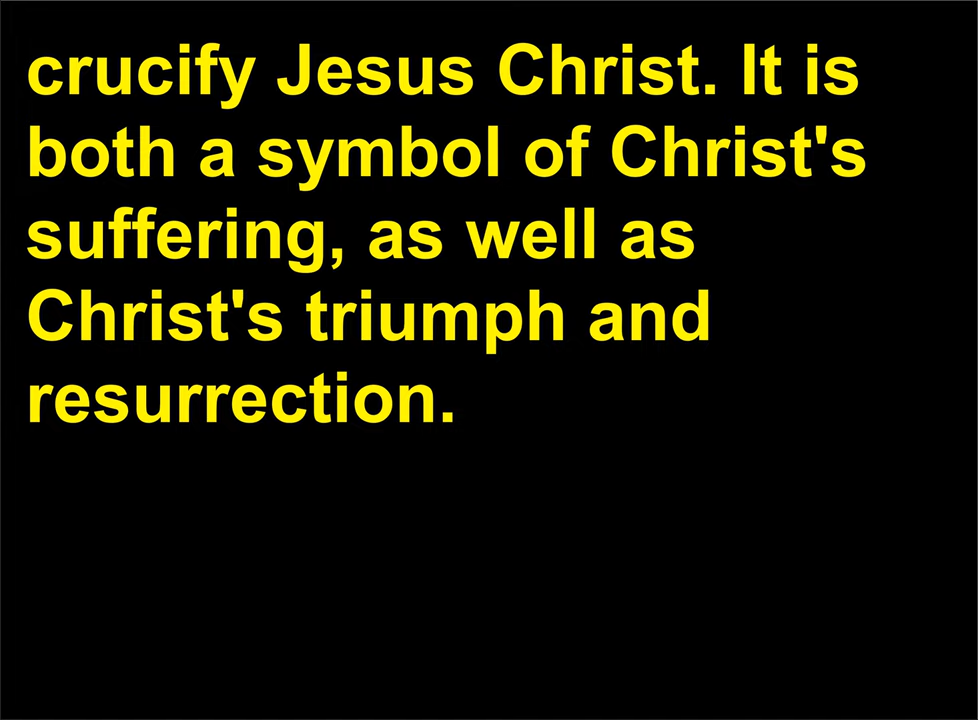 crucify Jesus Christ. It is
both a symbol of Christ's
suffering, as well as
Christ's triumph and
resurrection.